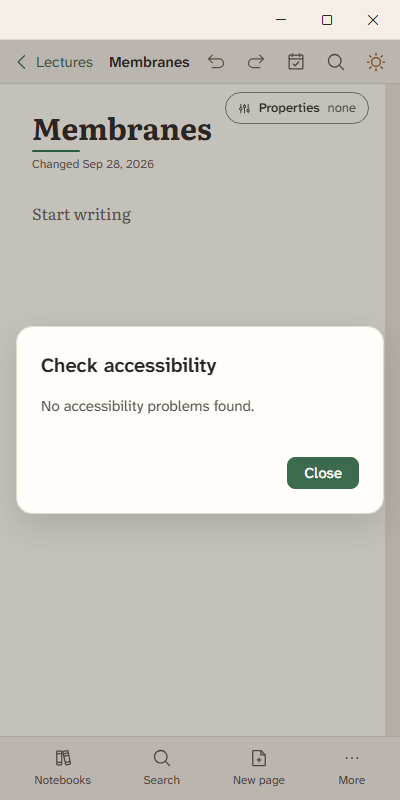 Lectures Membranes
Properties none
Membranes
Changed Sep 28, 2026
Start writing
Check accessibility
No accessibility problems found.
Close
Notebooks Search New page More